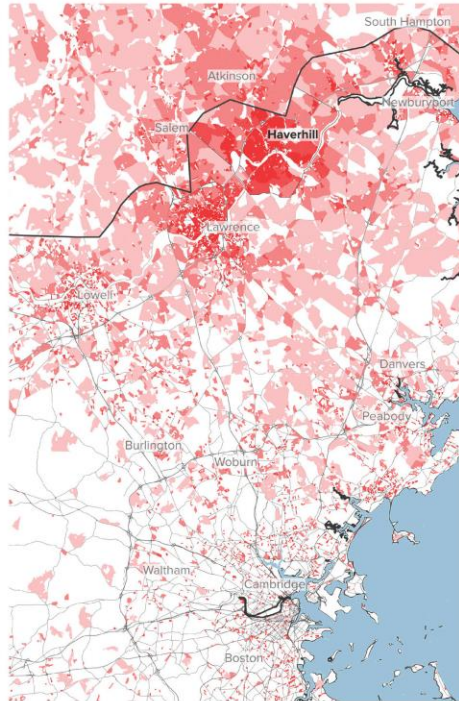 South Hampton
Atkinson
Newburyport
Salem
Haverhill
Lawrence
Lowell
Danvers
Peabody
Burlington
Woburn
Waltham
Cambridge
Boston